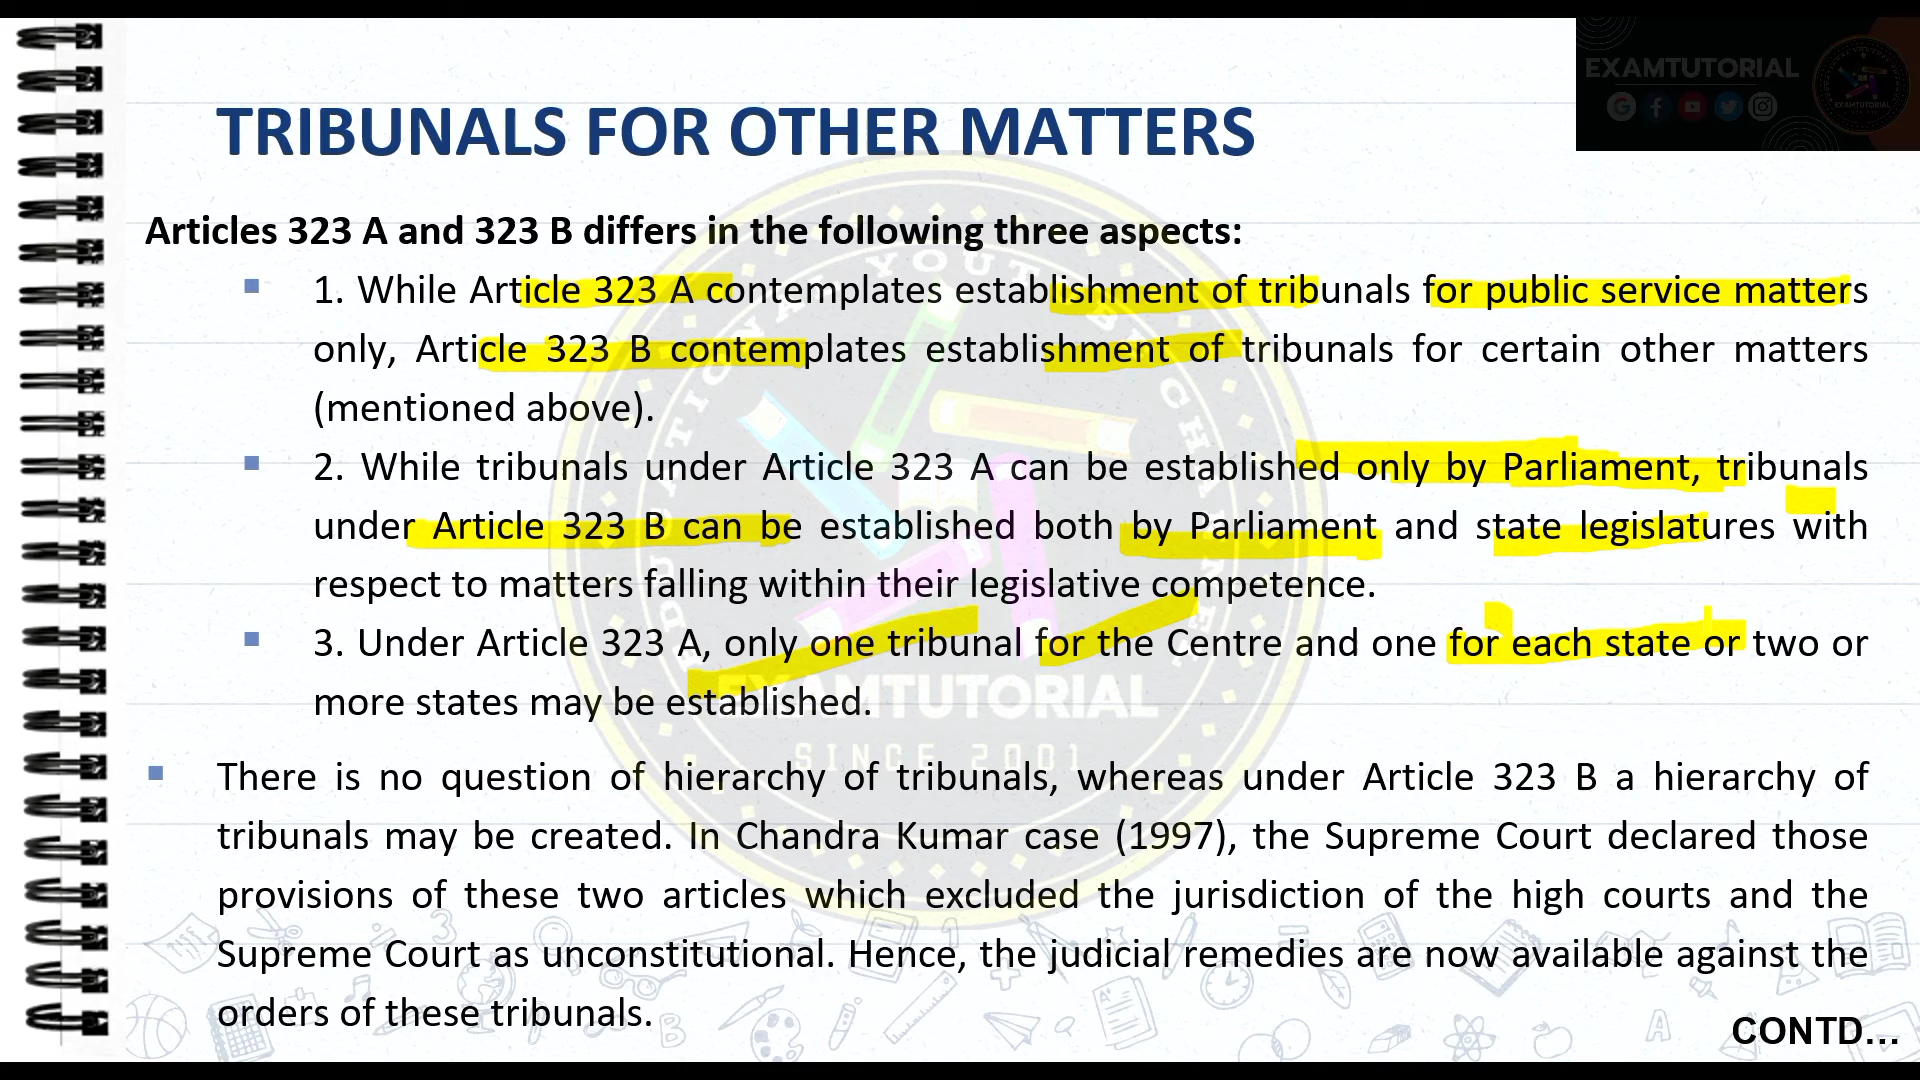 EXAMTUTORIAL
TRIBUNALS FOR OTHER MATTERS
Articles 323 A and 323 B differs in the following three aspects:
1. While Article 323 A contemplates establishment of tribunals for public service matters
only, Article 323 B contemplates establishment of tribunals for certain other matters
(mentioned above).
2. While tribunals under Article 323 A can be established only by Parliament, tribunals
under Article 323 B can be established both by Parliament and state legislatures with
respect to matters falling within their legislative competence.
3. Under Article 323 A, only one tribunal for the Centre and one for each state or two or
more states may be established.
EXAMTUTORIAL
SINCE 2001
There is no question of hierarchy of tribunals, whereas under Article 323 B a hierarchy of
tribunals may be created. In Chandra Kumar case (1997), the Supreme Court declared those
provisions of these two articles which excluded the jurisdiction of the high courts and the
Supreme Court as unconstitutional. Hence, the judicial remedies are now available against the
orders of these tribunals.
CONTD...